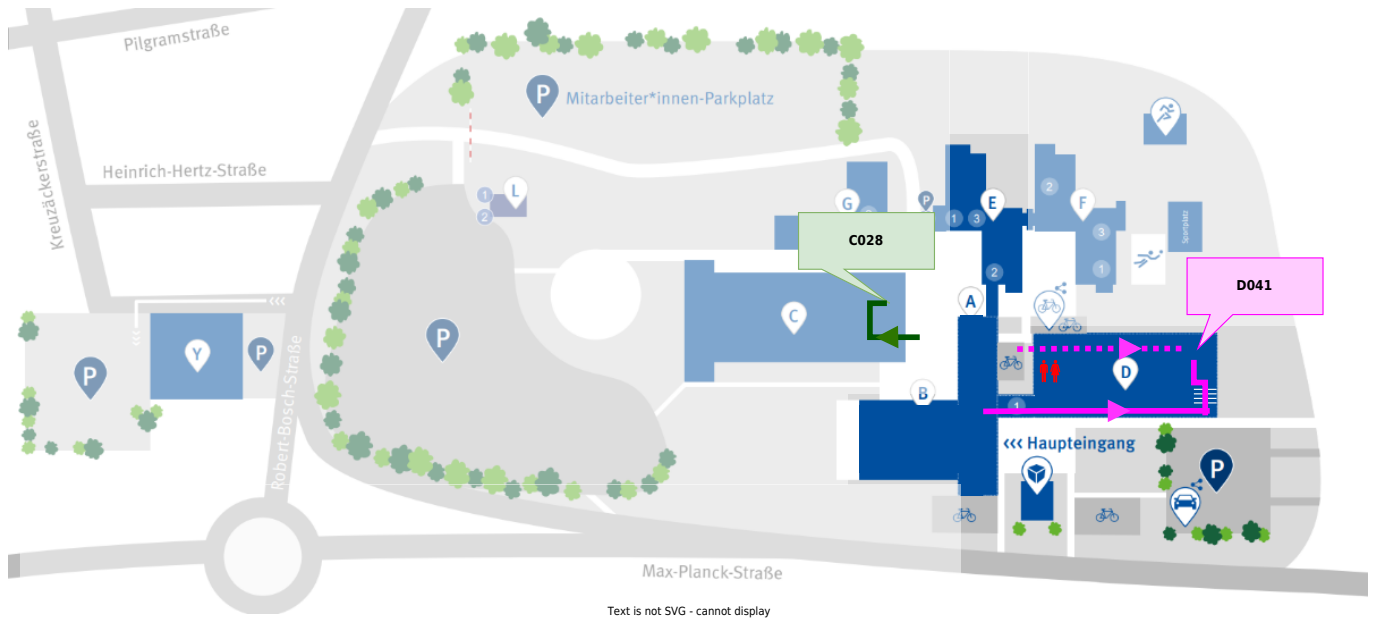 Pilgramstraße
P
Mitarbeiter*innen-Parkplatz
Kreuzäckerstraße
Heinrich-Hertz-Straße
1
L
2
G
P
1
3
E
2
2
F
3
1
Sportplatz
C028
D041
A
C
P
Y
P
P
Robert-Bosch-Straße
D
B
1
‹‹‹ Haupteingang
P
Max-Planck-Straße
Text is not SVG - cannot display